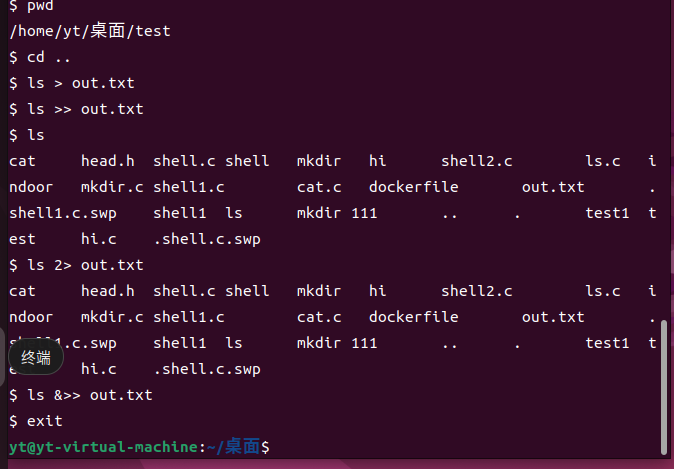 $ pwd
/home/yt/桌面/test
$ cd ..
$ ls > out.txt
$ ls >> out.txt
$ ls
cat     head.h  shell.c shell   mkdir   hi      shell2.c        ls.c    i
ndoor   mkdir.c shell1.c        cat.c   dockerfile       out.txt       .
shell1.c.swp    shell1  ls      mkdir 111       ..      .       test1  t
est     hi.c    .shell.c.swp
$ ls 2> out.txt
cat     head.h  shell.c shell   mkdir   hi      shell2.c        ls.c    i
ndoor   mkdir.c shell1.c        cat.c   dockerfile       out.txt       .
shell1.c.swp    shell1  ls      mkdir 111       ..      .       test1  t
终端
hi.c    .shell.c.swp
$ ls &>> out.txt
$ exit
yt@yt-virtual-machine:~/桌面$